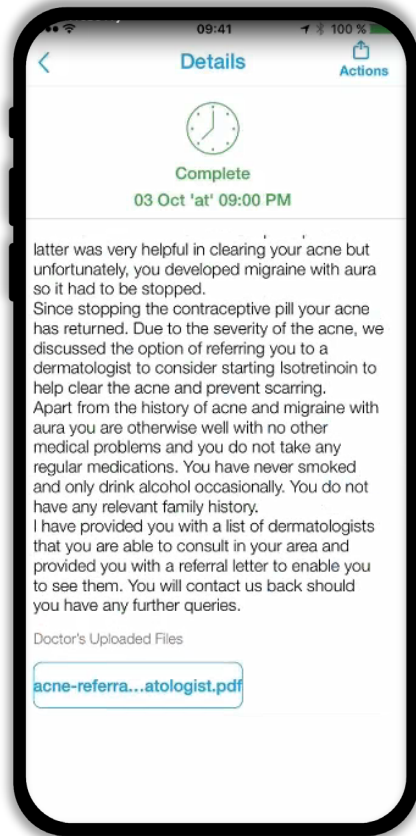 09:41
100 %
Details
Actions
Complete
03 Oct 'at' 09:00 PM
latter was very helpful in clearing your acne but
unfortunately, you developed migraine with aura
so it had to be stopped.
Since stopping the contraceptive pill your acne
has returned. Due to the severity of the acne, we
discussed the option of referring you to a
dermatologist to consider starting Isotretinoin to
help clear the acne and prevent scarring.
Apart from the history of acne and migraine with
aura you are otherwise well with no other
medical problems and you do not take any
regular medications. You have never smoked
and only drink alcohol occasionally. You do not
have any relevant family history.
I have provided you with a list of dermatologists
that you are able to consult in your area and
provided you with a referral letter to enable you
to see them. You will contact us back should
you have any further queries.
Doctor's Uploaded Files
acne-referra...atologist.pdf